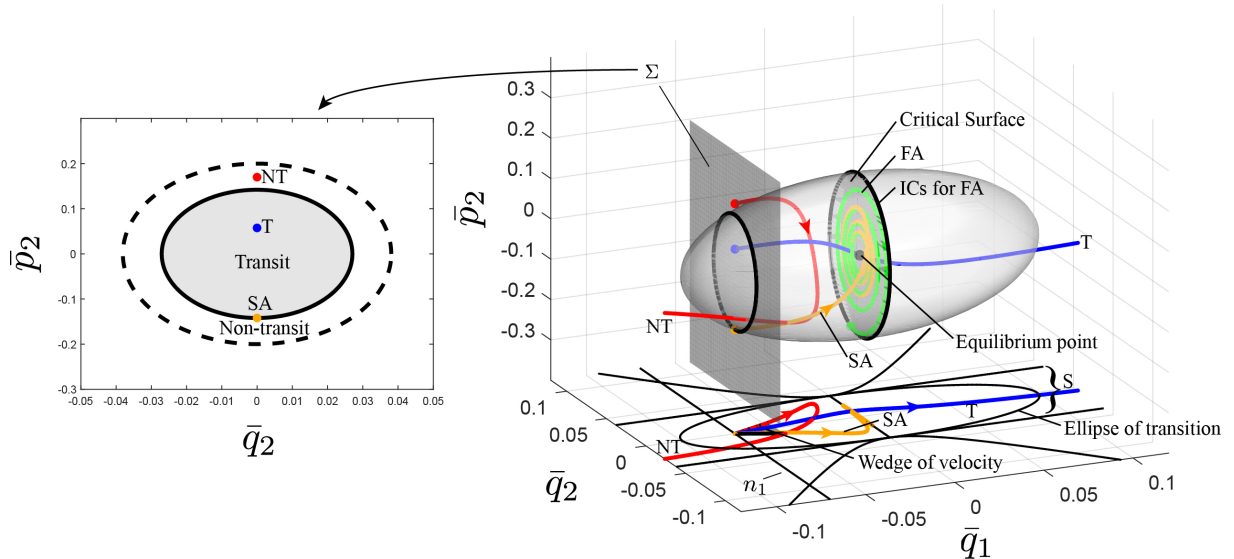 Σ
0.2
0.1
0
-0.1
-0.2
-0.3
p̄₂
NT
T
Transit
SA
Non-transit
-0.05 -0.04 -0.03 -0.02 -0.01 0 0.01 0.02 0.03 0.04 0.05
q̄₂
0.3
0.2
0.1
0
-0.1
-0.2
-0.3
p̄₂
Critical Surface
FA
ICs for FA
T
NT
SA
Equilibrium point
0.1
0.05
0
-0.05
-0.1
q̄₂
} S
T
SA
NT
Ellipse of transition
Wedge of velocity
n₁
-0.1
-0.05
0
0.05
0.1
q̄₁